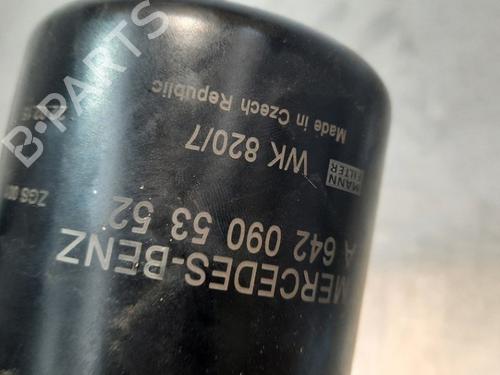 MERCEDES-BENZ
A 642 090 53 52
MANN
FILTER
WK 820/7
Made in Czech Republic
B-PARTS